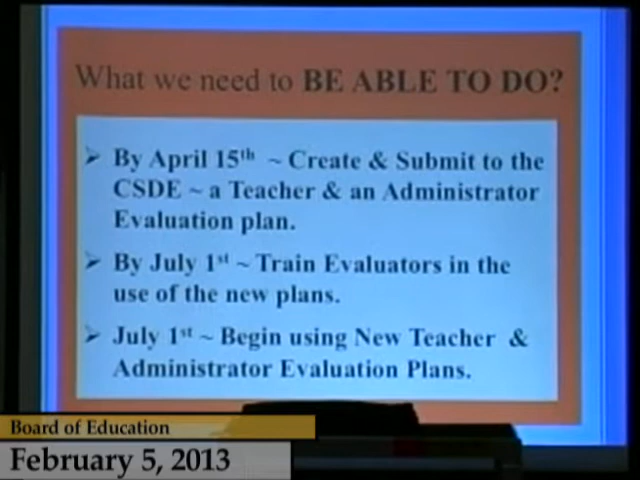 What we need to BE ABLE TO DO?
➢ By April 15th ~ Create & Submit to the
CSDE ~ a Teacher & an Administrator
Evaluation plan.
➢ By July 1st ~ Train Evaluators in the
use of the new plans.
➢ July 1st ~ Begin using New Teacher &
Administrator Evaluation Plans.
Board of Education
February 5, 2013